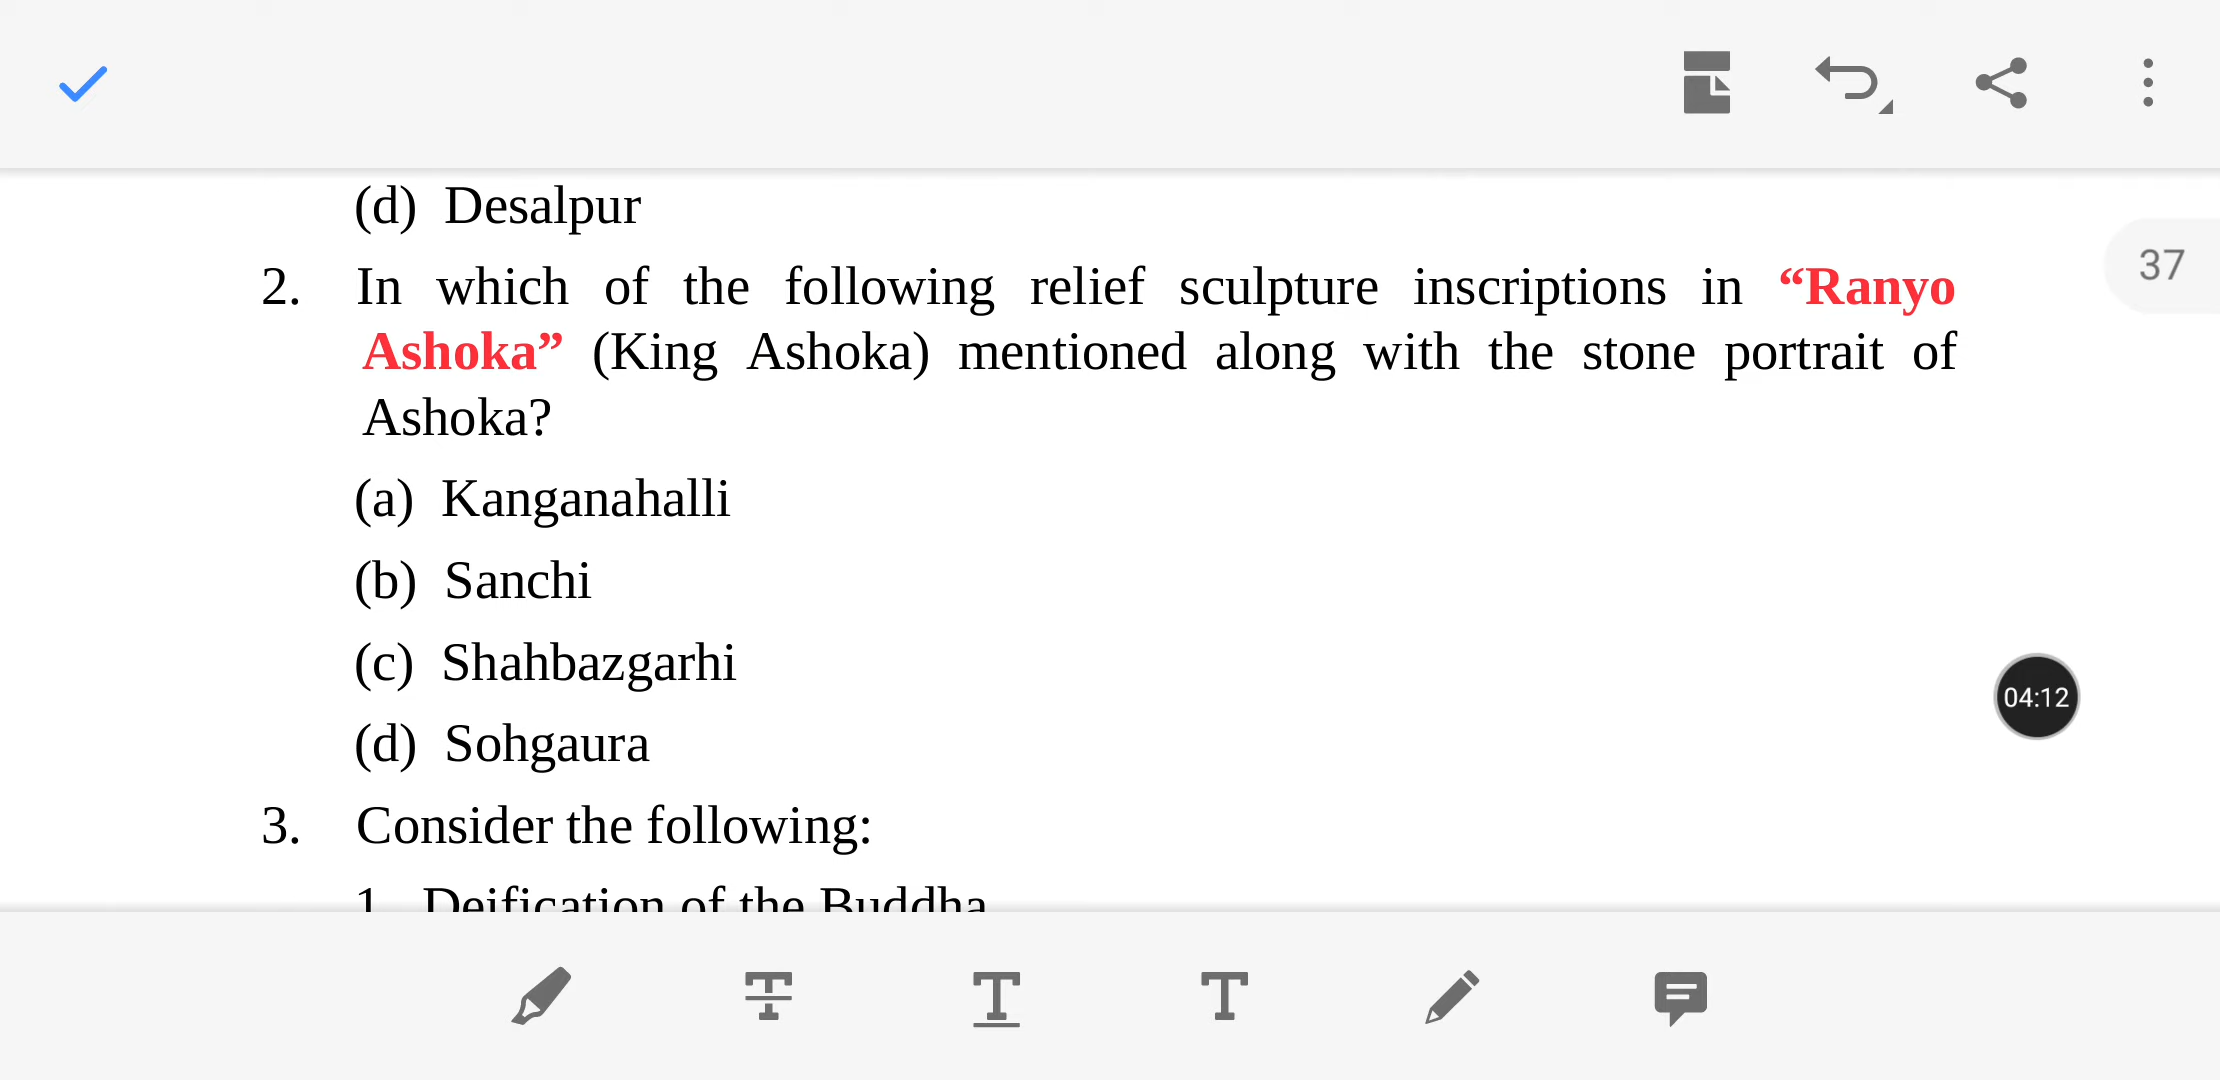 (d) Desalpur
37
2. In which of the following relief sculpture inscriptions in “Ranyo
Ashoka” (King Ashoka) mentioned along with the stone portrait of
Ashoka?
(a) Kanganahalli
(b) Sanchi
(c) Shahbazgarhi
04:12
(d) Sohgaura
3. Consider the following:
1. Deification of the Buddha